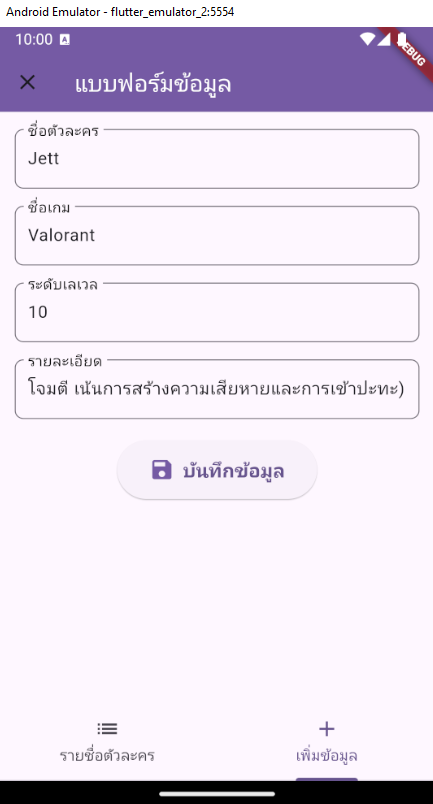 Android Emulator - flutter_emulator_2:5554
10:00
DEBUG
แบบฟอร์มข้อมูล
ชื่อตัวละคร
Jett
ชื่อเกม
Valorant
ระดับเลเวล
10
รายละเอียด
โจมตี เน้นการสร้างความเสียหายและการเข้าปะทะ)
บันทึกข้อมูล
รายชื่อตัวละคร
เพิ่มข้อมูล